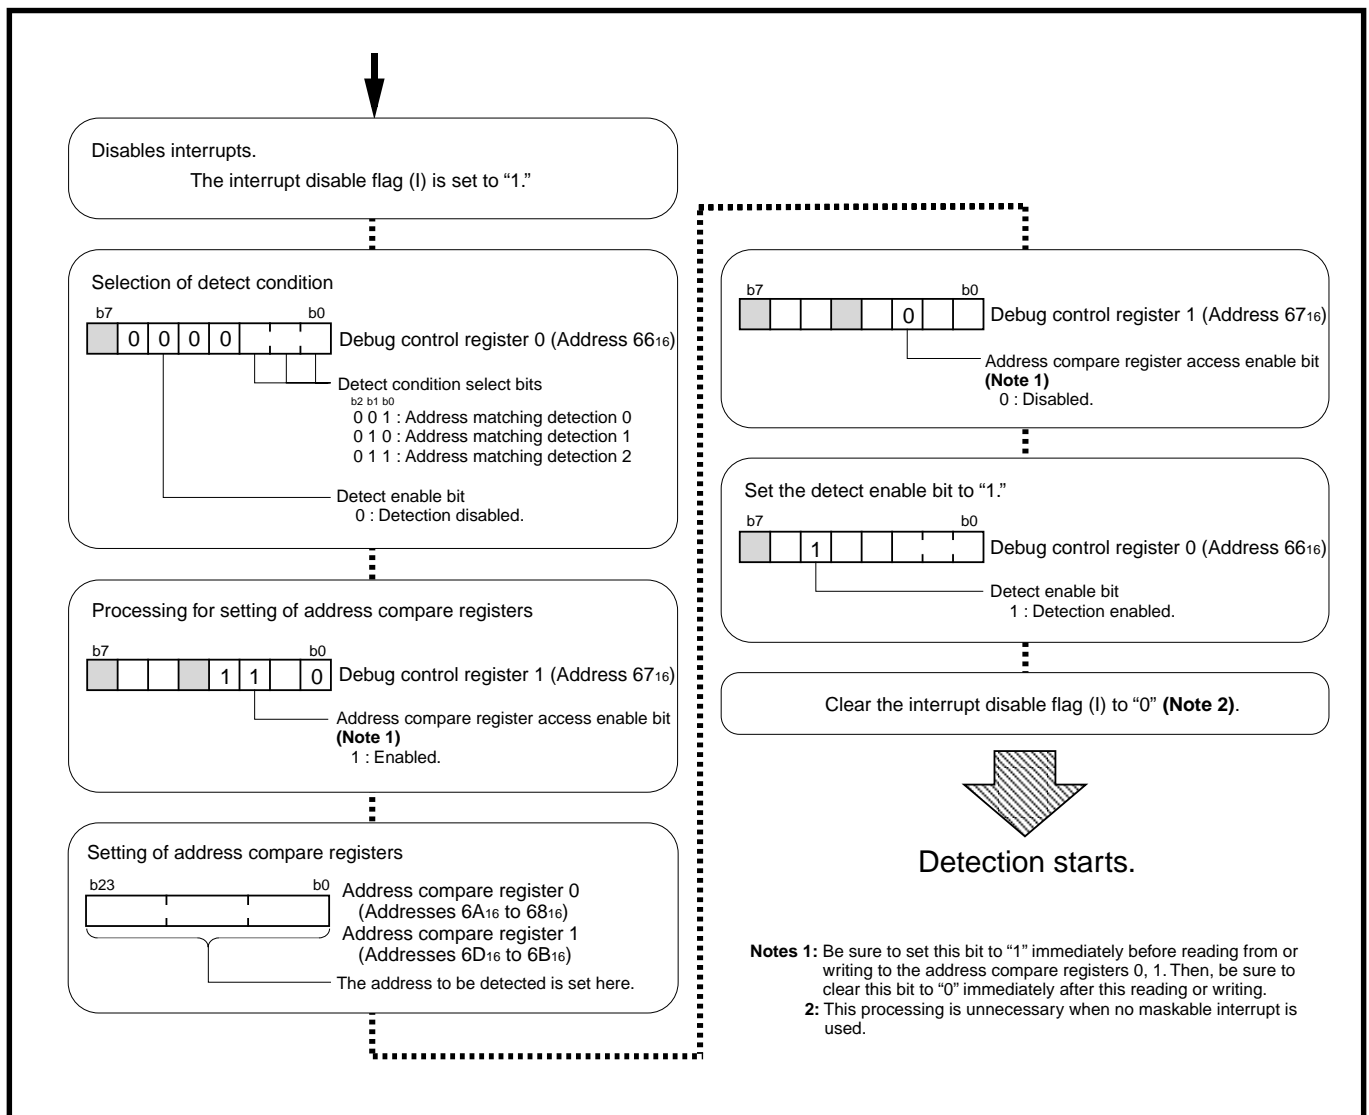 Disables interrupts.
The interrupt disable flag (I) is set to “1.”
Selection of detect condition
b7 b0
0 0 0 0
Debug control register 0 (Address 6616)
Detect condition select bits
b2 b1 b0
0 0 1 : Address matching detection 0
0 1 0 : Address matching detection 1
0 1 1 : Address matching detection 2
Detect enable bit
0 : Detection disabled.
Processing for setting of address compare registers
b7 b0
1 1 0
Debug control register 1 (Address 6716)
Address compare register access enable bit
(Note 1)
1 : Enabled.
Setting of address compare registers
b23 b0
Address compare register 0
(Addresses 6A16 to 6816)
Address compare register 1
(Addresses 6D16 to 6B16)
The address to be detected is set here.
b7 b0
0
Debug control register 1 (Address 6716)
Address compare register access enable bit
(Note 1)
0 : Disabled.
Set the detect enable bit to “1.”
b7 b0
1
Debug control register 0 (Address 6616)
Detect enable bit
1 : Detection enabled.
Clear the interrupt disable flag (I) to “0” (Note 2).
Detection starts.
Notes 1: Be sure to set this bit to “1” immediately before reading from or
writing to the address compare registers 0, 1. Then, be sure to
clear this bit to “0” immediately after this reading or writing.
2: This processing is unnecessary when no maskable interrupt is
used.